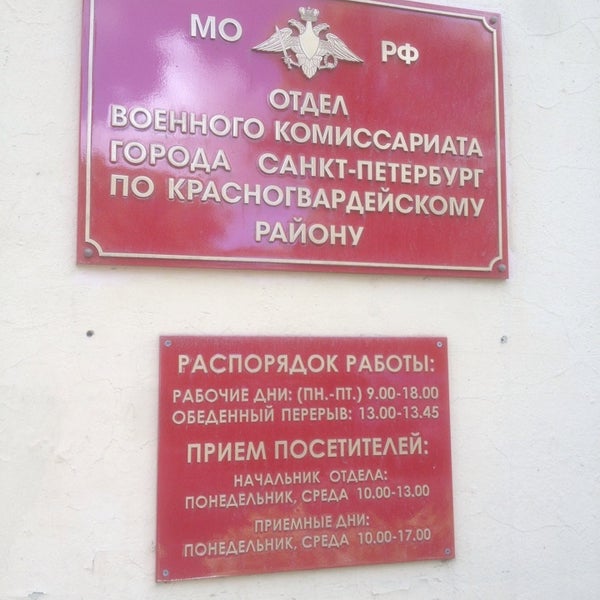 МО РФ
ОТДЕЛ
ВОЕННОГО КОМИССАРИАТА
ГОРОДА САНКТ-ПЕТЕРБУРГ
ПО КРАСНОГВАРДЕЙСКОМУ
РАЙОНУ
РАСПОРЯДОК РАБОТЫ:
РАБОЧИЕ ДНИ: (ПН.-ПТ.) 9.00-18.00
ОБЕДЕННЫЙ ПЕРЕРЫВ: 13.00-13.45
ПРИЕМ ПОСЕТИТЕЛЕЙ:
НАЧАЛЬНИК ОТДЕЛА:
ПОНЕДЕЛЬНИК, СРЕДА 10.00-13.00
ПРИЕМНЫЕ ДНИ:
ПОНЕДЕЛЬНИК, СРЕДА 10.00-17.00